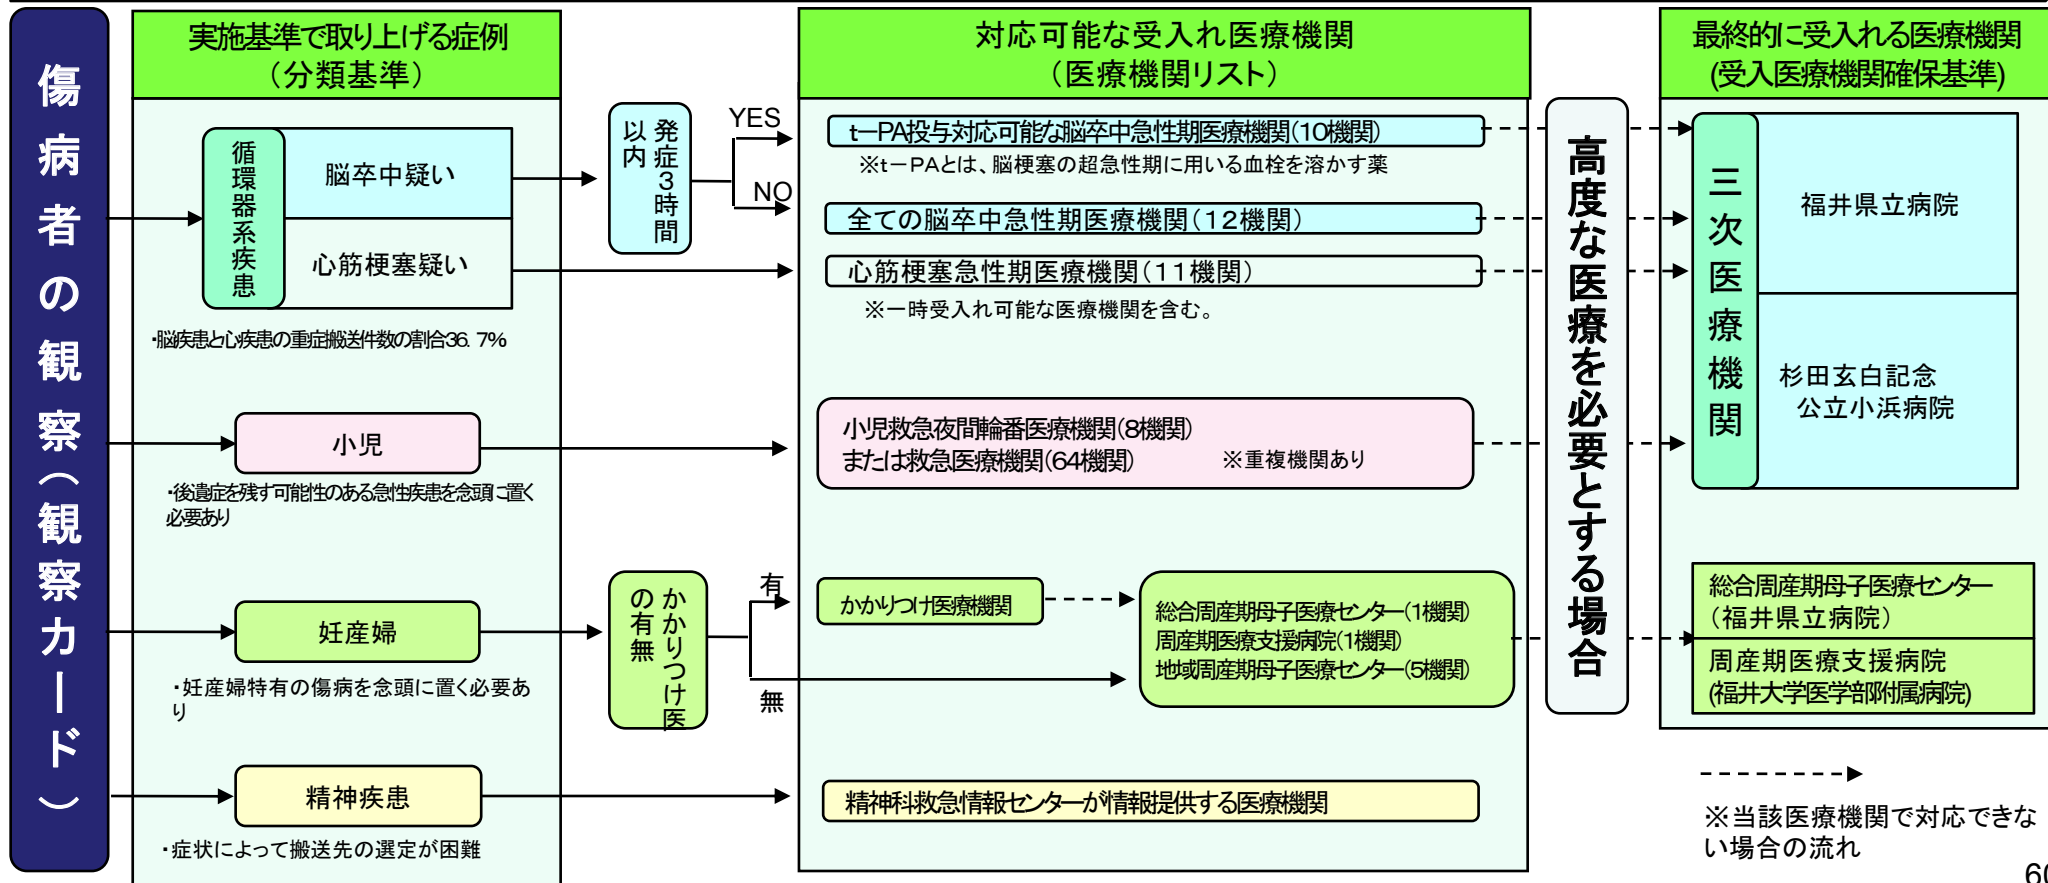 傷病者の観察(観察カード)
実施基準で取り上げる症例
(分類基準)
循環器系疾患
脳卒中疑い
心筋梗塞疑い
・脳疾患と心疾患の重症搬送件数の割合36.7%
小児
・後遺症を残す可能性のある急性疾患を念頭に置く
必要あり
妊産婦
・妊産婦特有の傷病を念頭に置く必要あ
り
精神疾患
・症状によって搬送先の選定が困難
発症3時間
以内
YES
NO
かかりつけ医
の有無
有
無
対応可能な受入れ医療機関
(医療機関リスト)
t-PA投与対応可能な脳卒中急性期医療機関(10機関)
※t-PAとは、脳梗塞の超急性期に用いる血栓を溶かす薬
全ての脳卒中急性期医療機関(12機関)
心筋梗塞急性期医療機関(11機関)
※一時受入れ可能な医療機関を含む。
小児救急夜間輪番医療機関(8機関)
または救急医療機関(64機関) ※重複機関あり
かかりつけ医療機関
総合周産期母子医療センター(1機関)
周産期医療支援病院(1機関)
地域周産期母子医療センター(5機関)
精神科救急情報センターが情報提供する医療機関
高度な医療を必要とする場合
最終的に受入れる医療機関
(受入医療機関確保基準)
三次医療機関
福井県立病院
杉田玄白記念
公立小浜病院
総合周産期母子医療センター
(福井県立病院)
周産期医療支援病院
(福井大学医学部附属病院)
※当該医療機関で対応できな
い場合の流れ